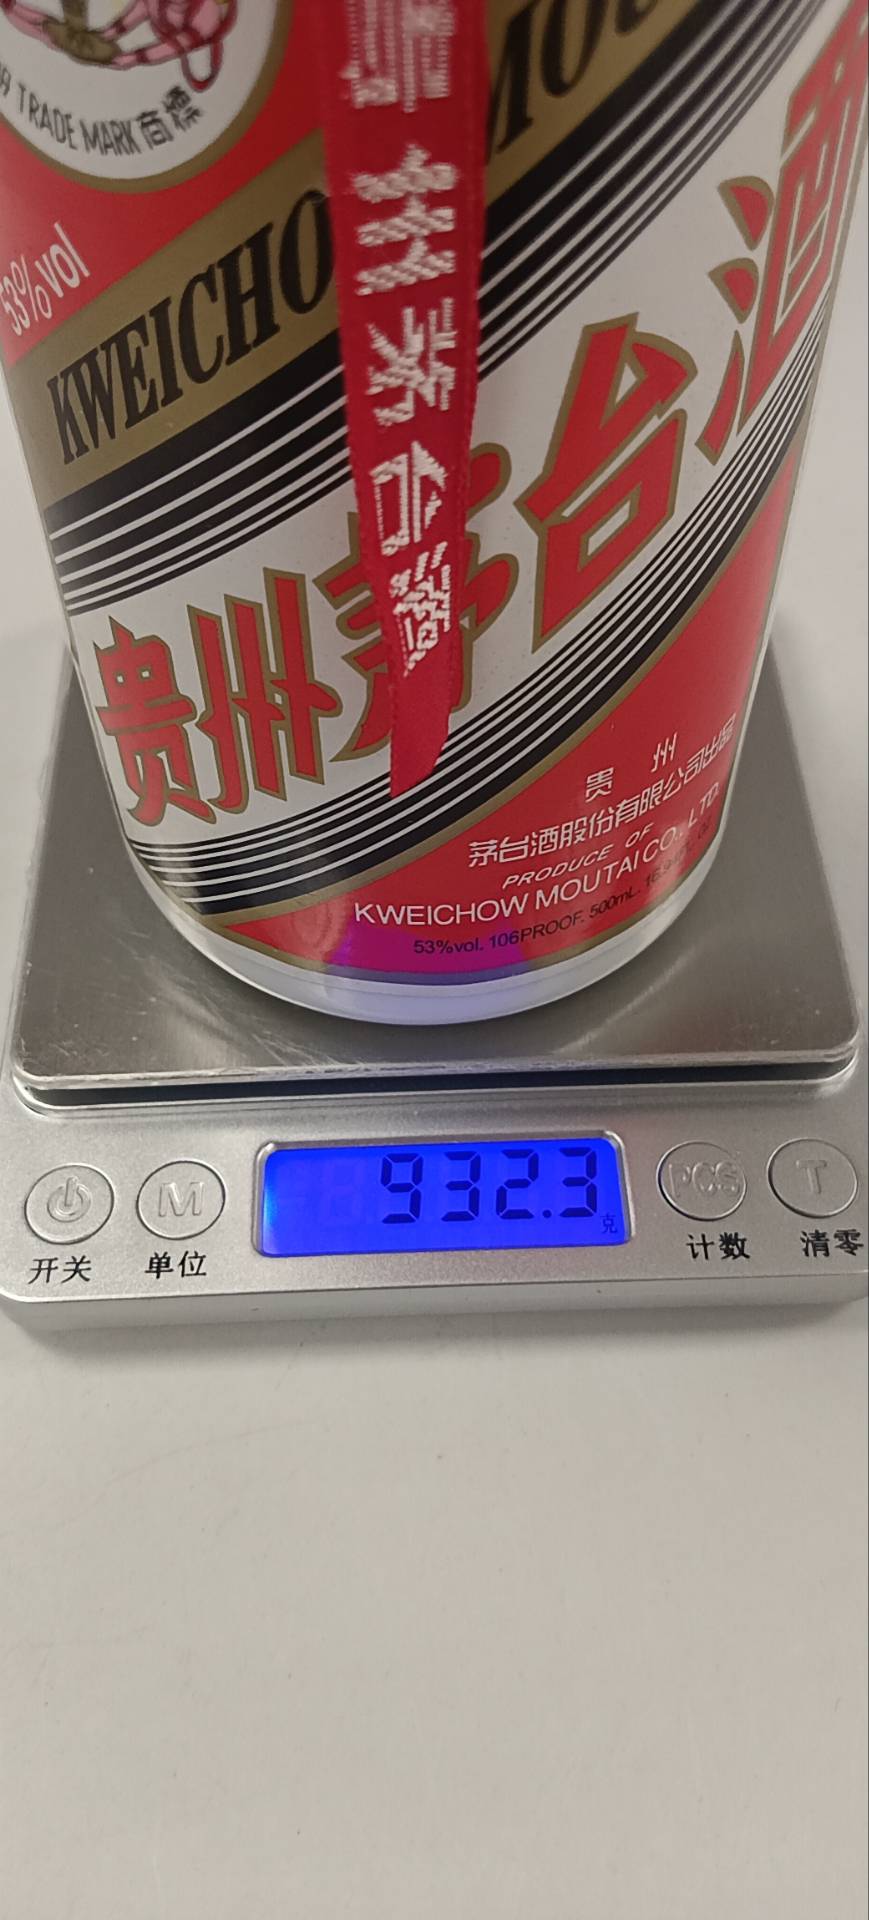 TRADE MARK 商標
53%vol
KWEICHO
MOU
贵州茅台酒
州茅台酒
贵州
茅台酒股份有限公司出品
PRODUCE OF
KWEICHOW MOUTAI CO., LTD.
53%vol. 106PROOF. 500mL.
932.3
克
M
PCS
T
开关
单位
计数
清零